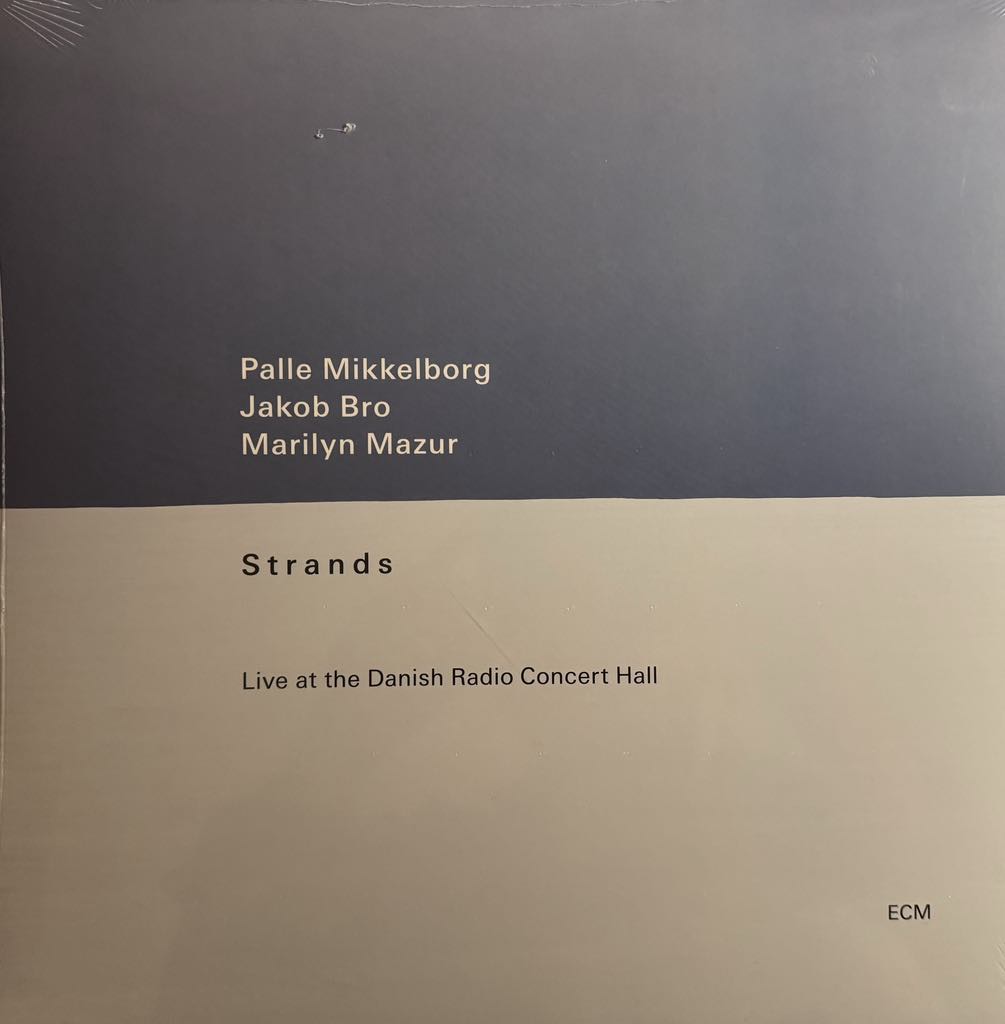 Palle Mikkelborg
Jakob Bro
Marilyn Mazur
Strands
Live at the Danish Radio Concert Hall
ECM